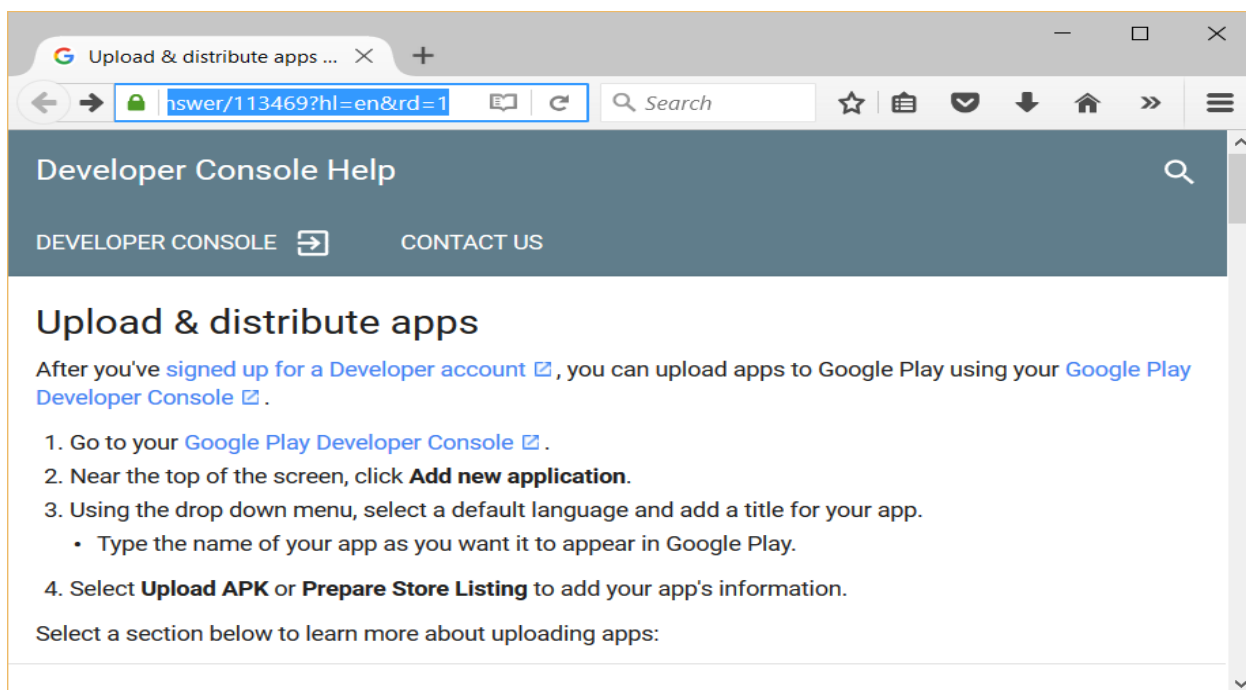 Upload & distribute apps ...
nswer/113469?hl=en&rd=1
Search
Developer Console Help
DEVELOPER CONSOLE
CONTACT US
Upload & distribute apps
After you've signed up for a Developer account , you can upload apps to Google Play using your Google Play
Developer Console .
1. Go to your Google Play Developer Console .
2. Near the top of the screen, click Add new application.
3. Using the drop down menu, select a default language and add a title for your app.
• Type the name of your app as you want it to appear in Google Play.
4. Select Upload APK or Prepare Store Listing to add your app's information.
Select a section below to learn more about uploading apps: